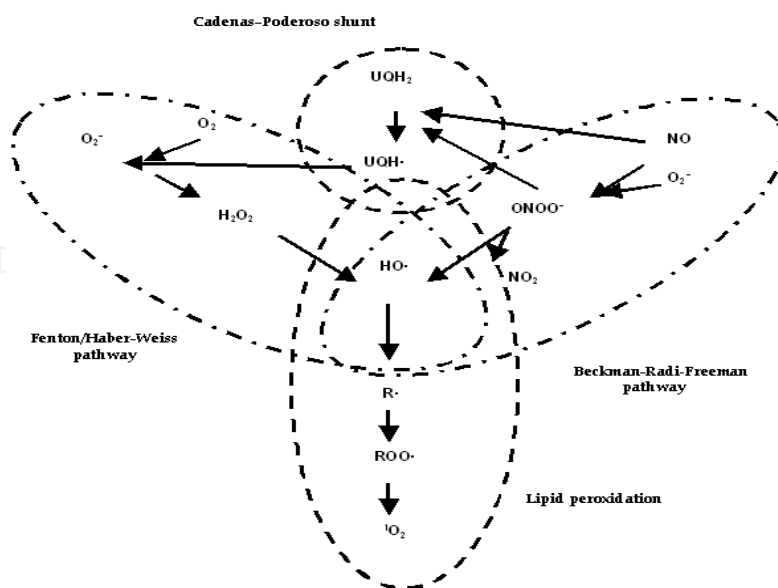 Cadenas–Poderoso shunt
UQH₂
O₂⁻
O₂
NO
UQH·
O₂⁻
H₂O₂
ONOO⁻
HO·
NO₂
Fenton/Haber-Weiss
pathway
Beckman-Radi-Freeman
pathway
R·
ROO·
Lipid peroxidation
¹O₂